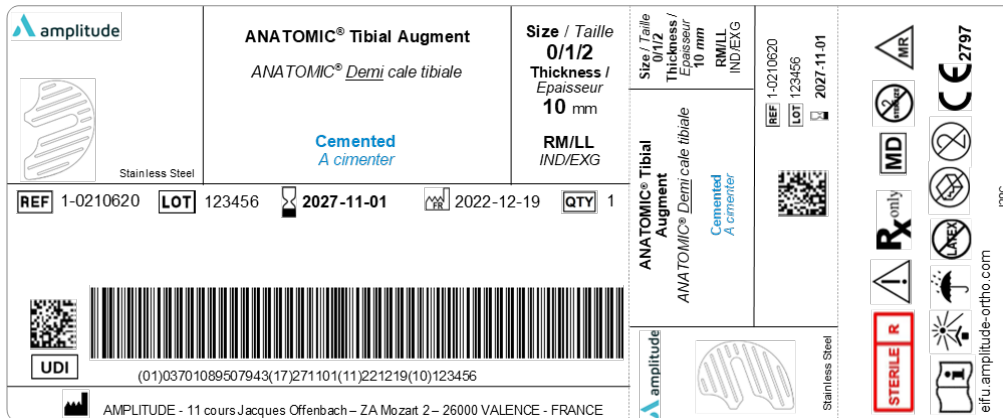 amplitude
Stainless Steel
ANATOMIC® Tibial Augment
ANATOMIC® Demi cale tibiale
Cemented
A cimenter
Size / Taille
0/1/2
Thickness /
Epaisseur
10 mm
RM/LL
IND/EXG
REF 1-0210620 LOT 123456 2027-11-01 FR 2022-12-19 QTY 1
UDI
(01)03701089507943(17)271101(11)221219(10)123456
AMPLITUDE - 11 cours Jacques Offenbach – ZA Mozart 2 – 26000 VALENCE - FRANCE
Size / Taille
0/1/2
Thickness /
Epaisseur
10 mm
RM/LL
IND/EXG
ANATOMIC® Tibial
Augment
ANATOMIC® Demi cale tibiale
Cemented
A cimenter
amplitude
Stainless Steel
REF 1-0210620
LOT 123456
2027-11-01
STERILE R
Rx only
MD
2 STERILIZE
MR
i
LATEX
2
CE 2797
eifu.amplitude-ortho.com